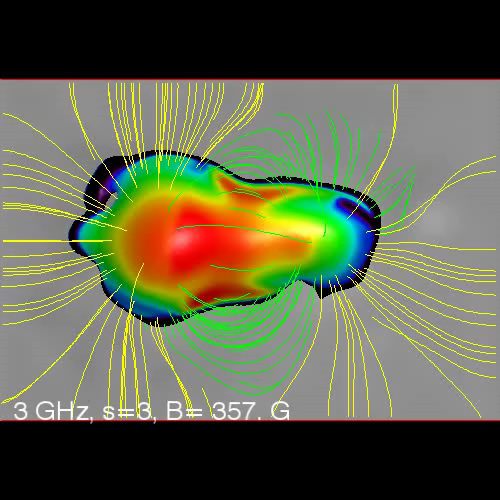 3 GHz, s=3, B= 357. G